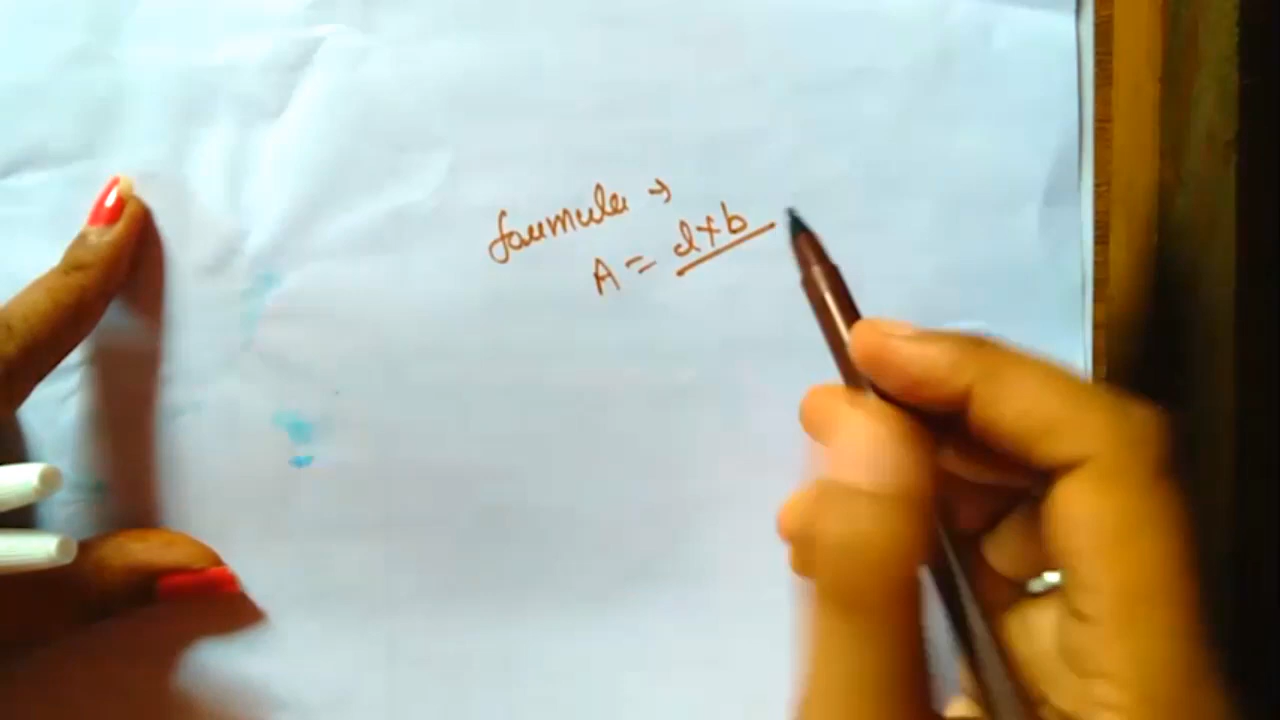 formula →
A = l×b